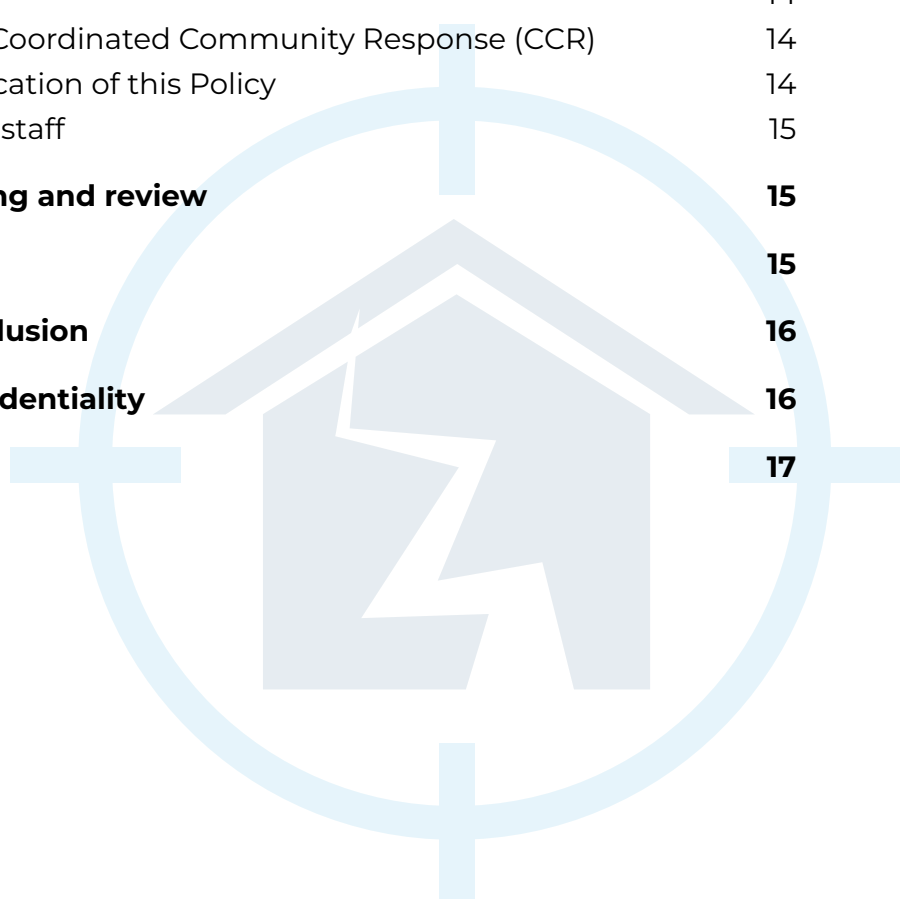 Coordinated Community Response (CCR) 14
cation of this Policy 14
staff 15
ng and review 15
15
lusion 16
dentiality 16
17